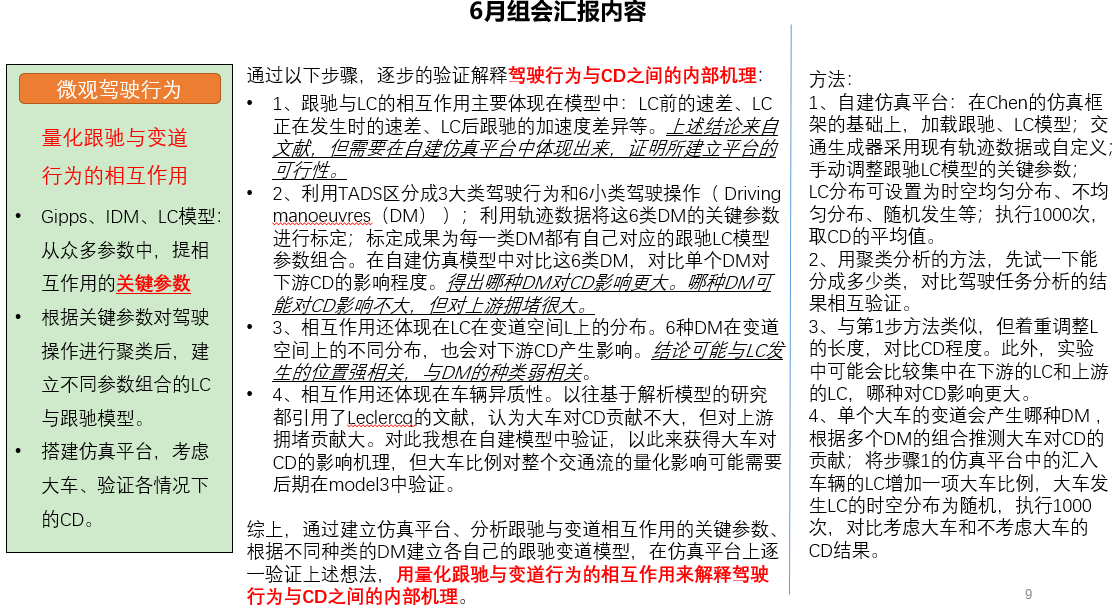 6月组会汇报内容
微观驾驶行为
量化跟驰与变道
行为的相互作用
• Gipps、IDM、LC模型：
从众多参数中，提相
互作用的关键参数
• 根据关键参数对驾驶
操作进行聚类后，建
立不同参数组合的LC
与跟驰模型。
• 搭建仿真平台，考虑
大车、验证各情况下
的CD。
通过以下步骤，逐步的验证解释驾驶行为与CD之间的内部机理：
• 1、跟驰与LC的相互作用主要体现在模型中：LC前的速差、LC
正在发生时的速差、LC后跟驰的加速度差异等。上述结论来自
文献，但需要在自建仿真平台中体现出来，证明所建立平台的
可行性。
• 2、利用TADS区分成3大类驾驶行为和6小类驾驶操作（ Driving
manoeuvres（DM） ）；利用轨迹数据将这6类DM的关键参数
进行标定；标定成果为每一类DM都有自己对应的跟驰LC模型
参数组合。在自建仿真模型中对比这6类DM，对比单个DM对
下游CD的影响程度。得出哪种DM对CD影响更大。哪种DM可
能对CD影响不大，但对上游拥堵很大。
• 3、相互作用还体现在LC在变道空间L上的分布。6种DM在变道
空间上的不同分布，也会对下游CD产生影响。结论可能与LC发
生的位置强相关，与DM的种类弱相关。
• 4、相互作用还体现在车辆异质性。以往基于解析模型的研究
都引用了Leclercq的文献，认为大车对CD贡献不大，但对上游
拥堵贡献大。对此我想在自建模型中验证，以此来获得大车对
CD的影响机理，但大车比例对整个交通流的量化影响可能需要
后期在model3中验证。
综上，通过建立仿真平台、分析跟驰与变道相互作用的关键参数、
根据不同种类的DM建立各自己的跟驰变道模型，在仿真平台上逐
一验证上述想法，用量化跟驰与变道行为的相互作用来解释驾驶
行为与CD之间的内部机理。
方法：
1、自建仿真平台：在Chen的仿真框
架的基础上，加载跟驰、LC模型；交
通生成器采用现有轨迹数据或自定义；
手动调整跟驰LC模型的关键参数；
LC分布可设置为时空均匀分布、不均
匀分布、随机发生等；执行1000次，
取CD的平均值。
2、用聚类分析的方法，先试一下能
分成多少类，对比驾驶任务分析的结
果相互验证。
3、与第1步方法类似，但着重调整L
的长度，对比CD程度。此外，实验
中可能会比较集中在下游的LC和上游
的LC，哪种对CD影响更大。
4、单个大车的变道会产生哪种DM，
根据多个DM的组合推测大车对CD的
贡献；将步骤1的仿真平台中的汇入
车辆的LC增加一项大车比例，大车发
生LC的时空分布为随机，执行1000
次，对比考虑大车和不考虑大车的
CD结果。
9